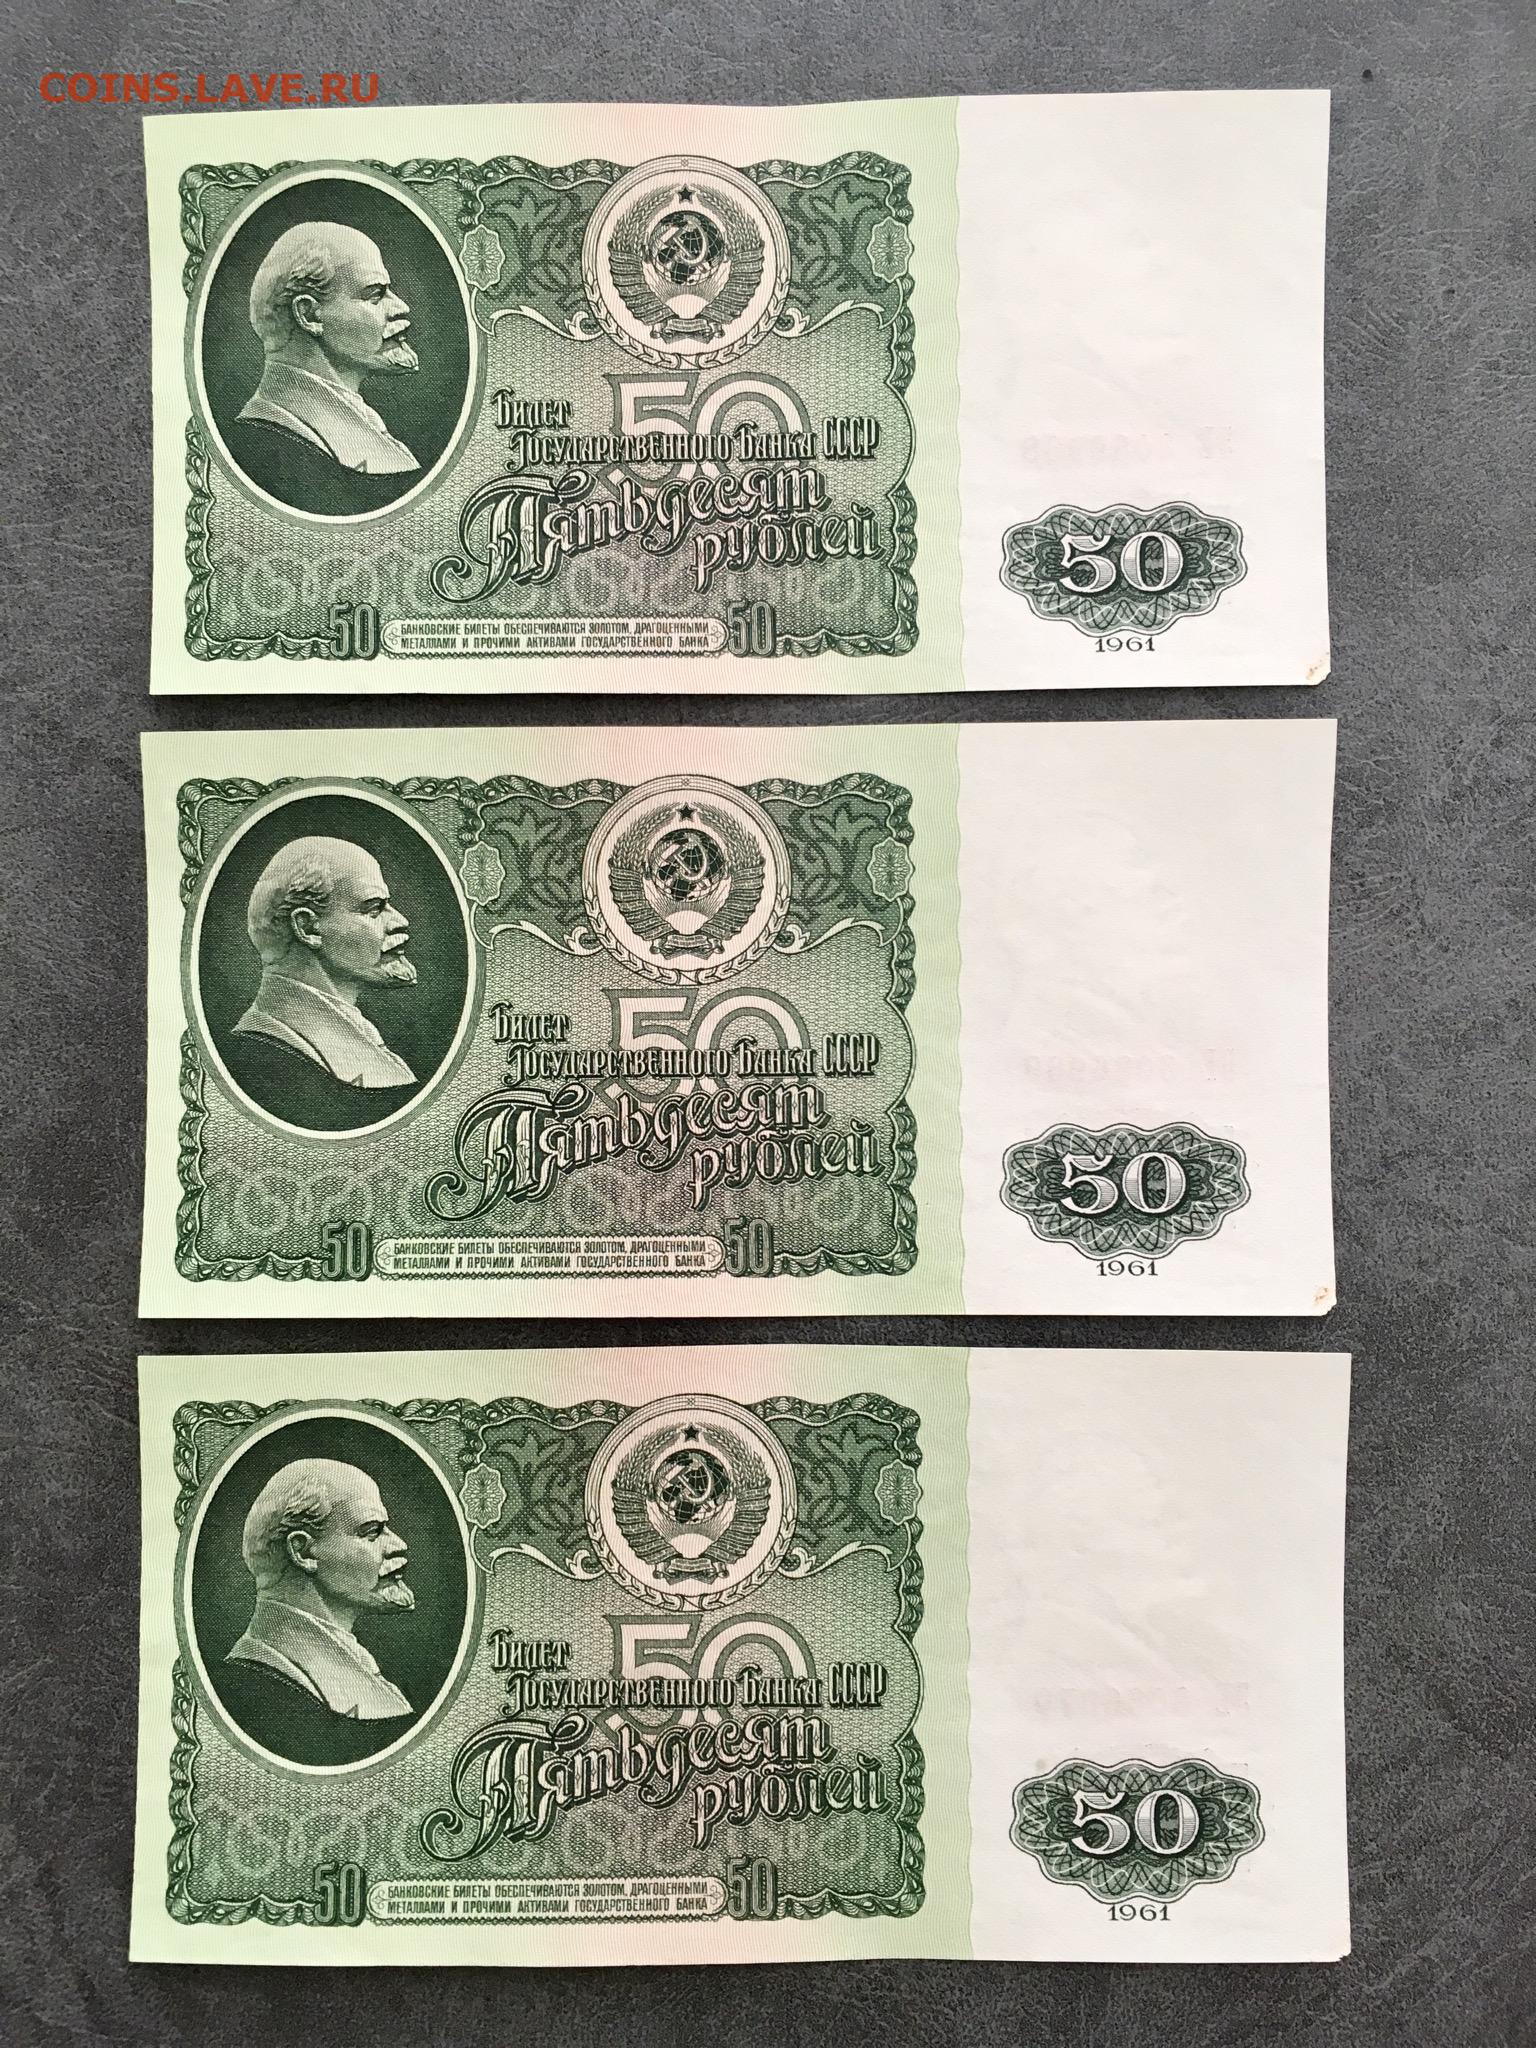 COINS.LAVE.RU
50
Билет
Государственного Банка СССР
Пятьдесят
рублей
50
БАНКОВСКИЕ БИЛЕТЫ ОБЕСПЕЧИВАЮТСЯ ЗОЛОТОМ, ДРАГОЦЕННЫМИ
МЕТАЛЛАМИ И ПРОЧИМИ АКТИВАМИ ГОСУДАРСТВЕННОГО БАНКА
50
50
1961
50
Билет
Государственного Банка СССР
Пятьдесят
рублей
50
БАНКОВСКИЕ БИЛЕТЫ ОБЕСПЕЧИВАЮТСЯ ЗОЛОТОМ, ДРАГОЦЕННЫМИ
МЕТАЛЛАМИ И ПРОЧИМИ АКТИВАМИ ГОСУДАРСТВЕННОГО БАНКА
50
50
1961
50
Билет
Государственного Банка СССР
Пятьдесят
рублей
50
БАНКОВСКИЕ БИЛЕТЫ ОБЕСПЕЧИВАЮТСЯ ЗОЛОТОМ, ДРАГОЦЕННЫМИ
МЕТАЛЛАМИ И ПРОЧИМИ АКТИВАМИ ГОСУДАРСТВЕННОГО БАНКА
50
50
1961